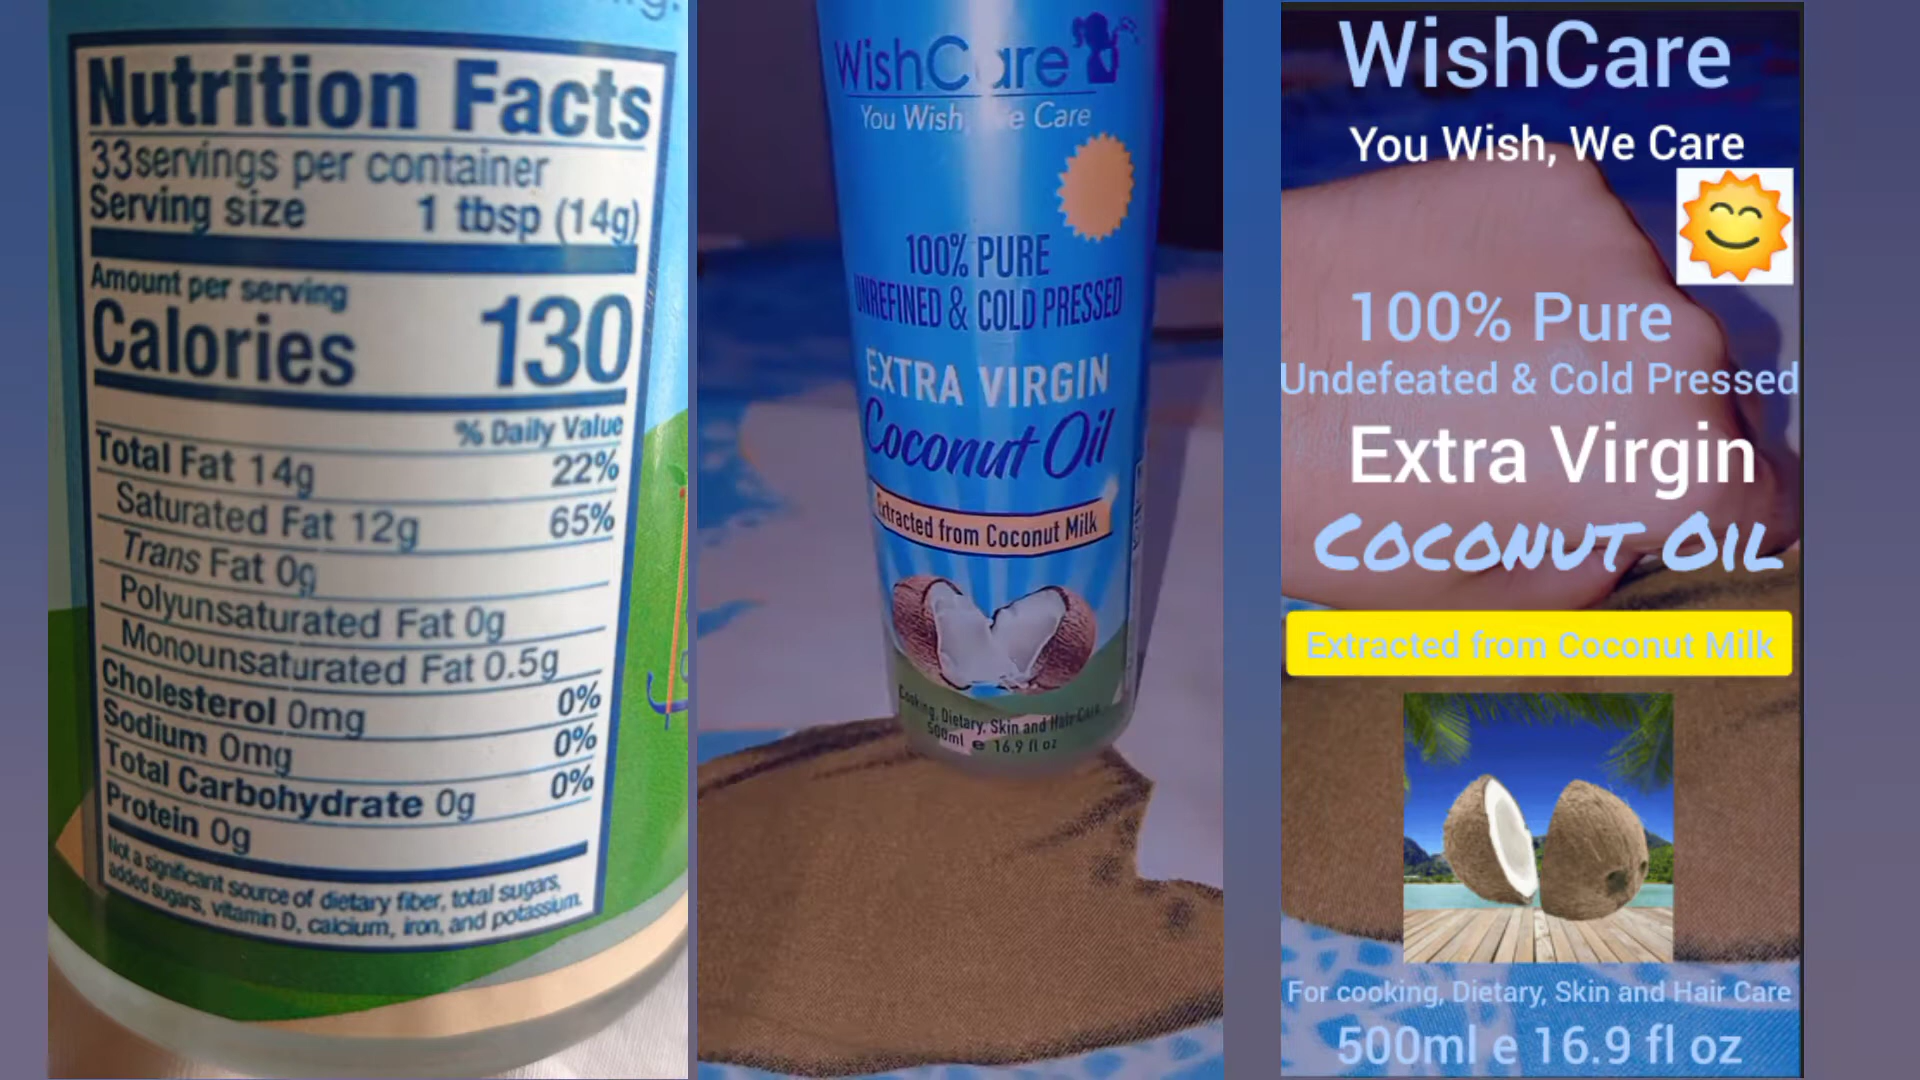 Nutrition Facts
33servings per container
Serving size 1 tbsp (14g)
Amount per serving
Calories 130
% Daily Value
Total Fat 14g 22%
Saturated Fat 12g 65%
Trans Fat 0g
Polyunsaturated Fat 0g
Monounsaturated Fat 0.5g
Cholesterol 0mg 0%
Sodium 0mg 0%
Total Carbohydrate 0g 0%
Protein 0g
Not a significant source of dietary fiber, total sugars,
added sugars, vitamin D, calcium, iron, and potassium.
WishCare
You Wish, We Care
100% PURE
UNREFINED & COLD PRESSED
EXTRA VIRGIN
Coconut Oil
Extracted from Coconut Milk
Cooking, Dietary, Skin and Hair Care
500ml e 16.9 fl oz
WishCare
You Wish, We Care
100% Pure
Undefeated & Cold Pressed
Extra Virgin
Coconut Oil
Extracted from Coconut Milk
For cooking, Dietary, Skin and Hair Care
500ml e 16.9 fl oz